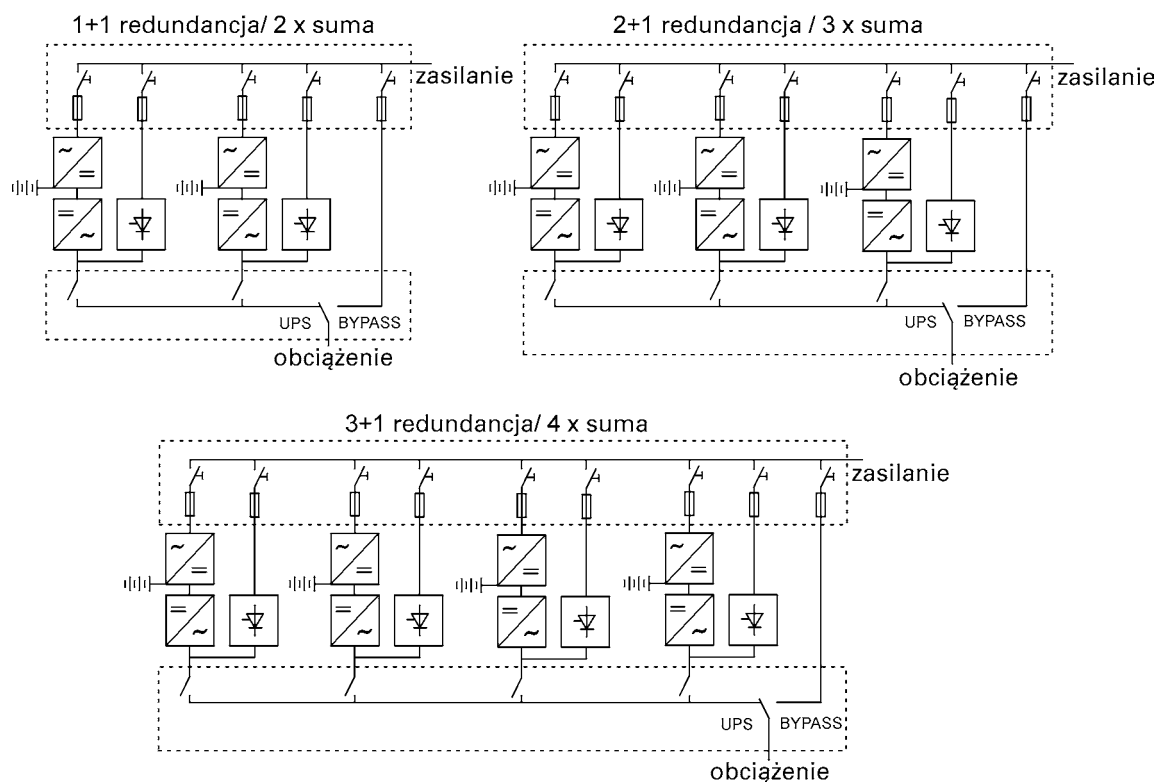 1+1 redundancja/ 2 x suma
zasilanie
UPS BYPASS
obciążenie
2+1 redundancja / 3 x suma
zasilanie
UPS BYPASS
obciążenie
3+1 redundancja/ 4 x suma
zasilanie
UPS BYPASS
obciążenie